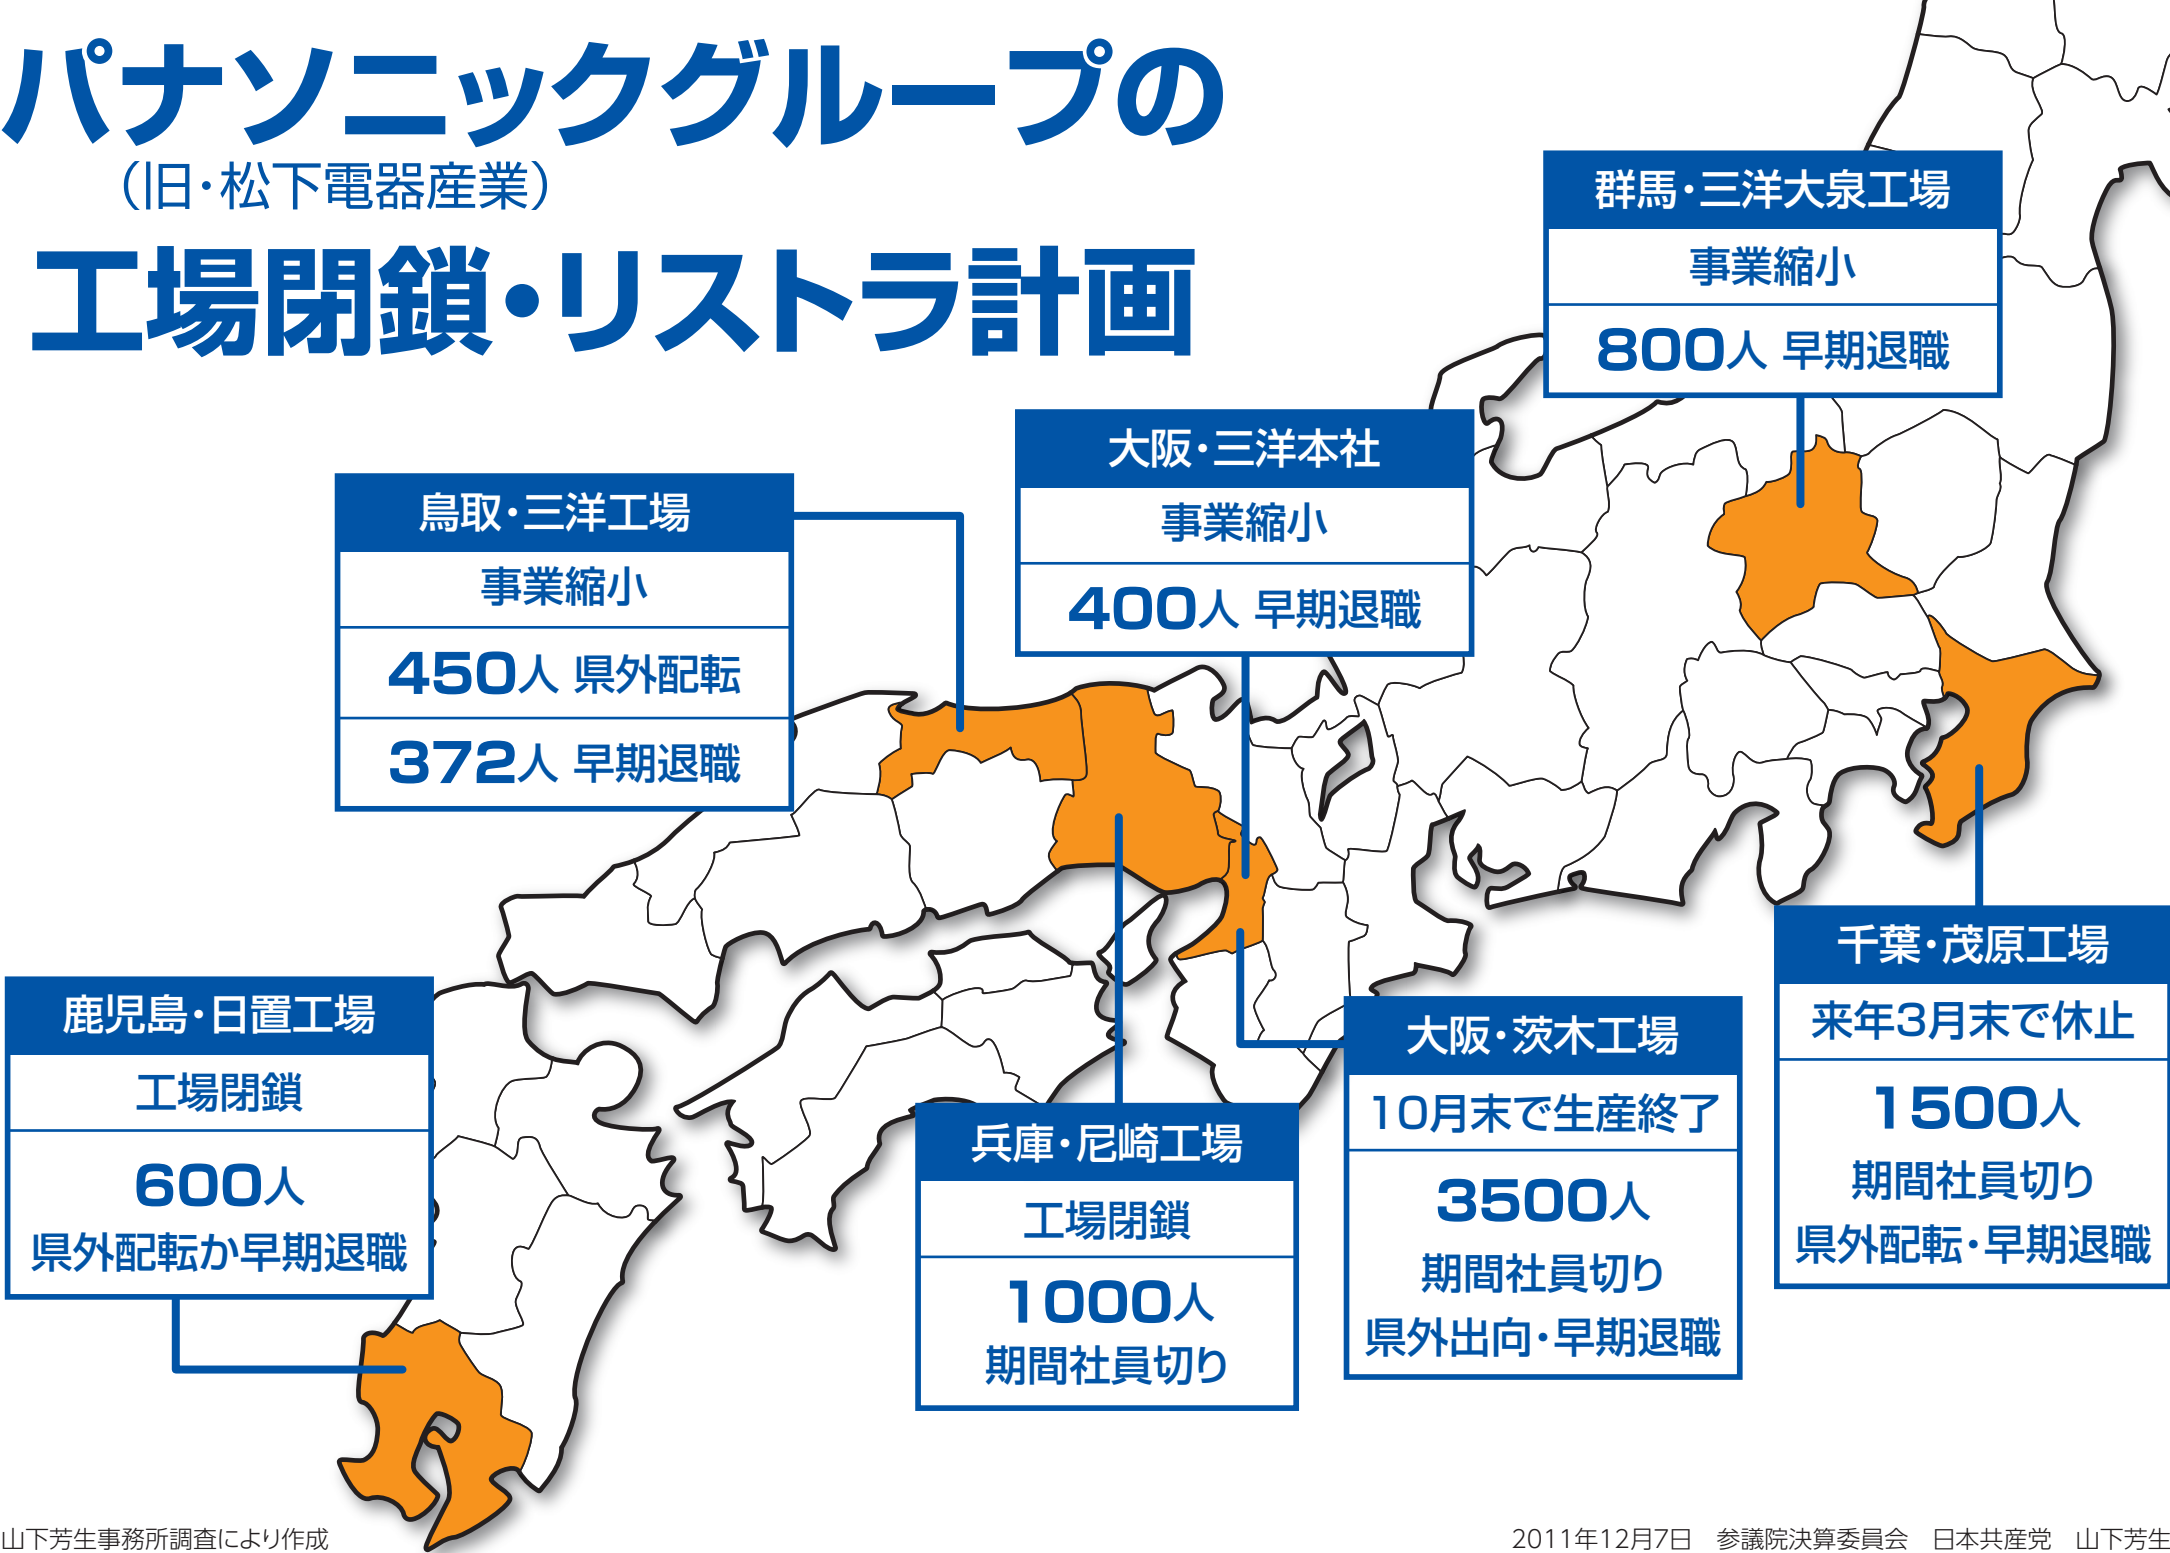 パナソニックグループの
（旧・松下電器産業）
工場閉鎖・リストラ計画
群馬・三洋大泉工場
事業縮小
800人 早期退職
大阪・三洋本社
事業縮小
400人 早期退職
鳥取・三洋工場
事業縮小
450人 県外配転
372人 早期退職
千葉・茂原工場
来年3月末で休止
1500人
期間社員切り
県外配転・早期退職
大阪・茨木工場
10月末で生産終了
3500人
期間社員切り
県外出向・早期退職
兵庫・尼崎工場
工場閉鎖
1000人
期間社員切り
鹿児島・日置工場
工場閉鎖
600人
県外配転か早期退職
山下芳生事務所調査により作成
2011年12月7日　参議院決算委員会　日本共産党　山下芳生